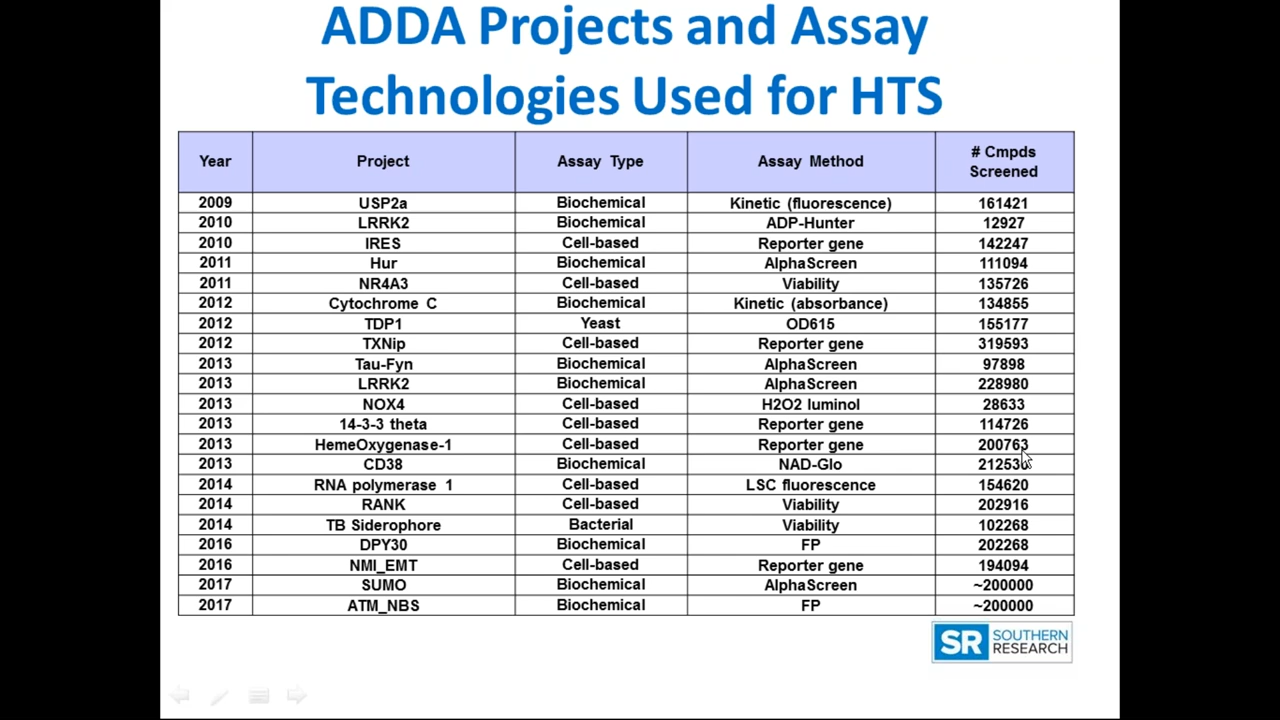 ADDA Projects and Assay
Technologies Used for HTS
Year Project Assay Type Assay Method # Cmpds Screened
2009 USP2a Biochemical Kinetic (fluorescence) 161421
2010 LRRK2 Biochemical ADP-Hunter 12927
2010 IRES Cell-based Reporter gene 142247
2011 Hur Biochemical AlphaScreen 111094
2011 NR4A3 Cell-based Viability 135726
2012 Cytochrome C Biochemical Kinetic (absorbance) 134855
2012 TDP1 Yeast OD615 155177
2012 TXNip Cell-based Reporter gene 319593
2013 Tau-Fyn Biochemical AlphaScreen 97898
2013 LRRK2 Biochemical AlphaScreen 228980
2013 NOX4 Cell-based H2O2 luminol 28633
2013 14-3-3 theta Cell-based Reporter gene 114726
2013 HemeOxygenase-1 Cell-based Reporter gene 200763
2013 CD38 Biochemical NAD-Glo
2014 RNA polymerase 1 Cell-based LSC fluorescence 154620
2014 RANK Cell-based Viability 202916
2014 TB Siderophore Bacterial Viability 102268
2016 DPY30 Biochemical FP 202268
2016 NMI_EMT Cell-based Reporter gene 194094
2017 SUMO Biochemical AlphaScreen ~200000
2017 ATM_NBS Biochemical FP ~200000
SR SOUTHERN
RESEARCH